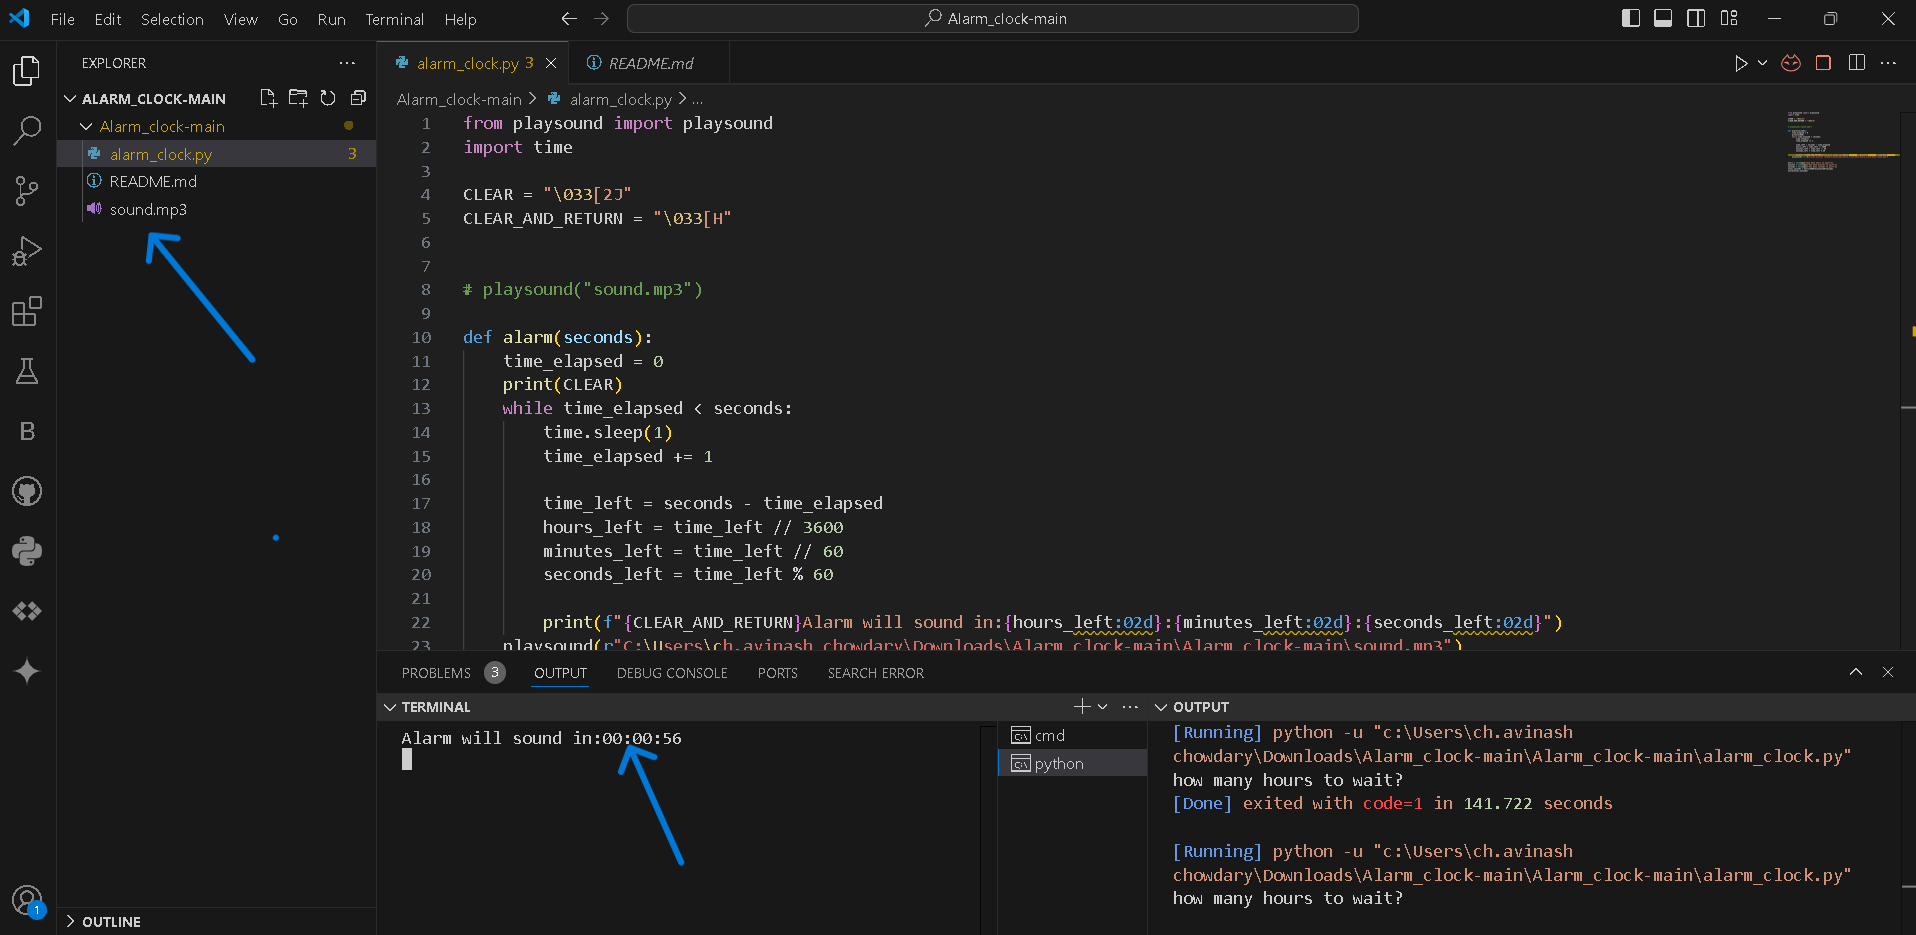 File Edit Selection View Go Run Terminal Help
Alarm_clock-main
EXPLORER
ALARM_CLOCK-MAIN
Alarm_clock-main
alarm_clock.py 3
README.md
sound.mp3
OUTLINE
B
1
alarm_clock.py 3
README.md
Alarm_clock-main > alarm_clock.py > ...
1 from playsound import playsound
2 import time
3
4 CLEAR = "\033[2J"
5 CLEAR_AND_RETURN = "\033[H"
6
7
8 # playsound("sound.mp3")
9
10 def alarm(seconds):
11 time_elapsed = 0
12 print(CLEAR)
13 while time_elapsed < seconds:
14 time.sleep(1)
15 time_elapsed += 1
16
17 time_left = seconds - time_elapsed
18 hours_left = time_left // 3600
19 minutes_left = time_left // 60
20 seconds_left = time_left % 60
21
22 print(f"{CLEAR_AND_RETURN}Alarm will sound in:{hours_left:02d}:{minutes_left:02d}:{seconds_left:02d}")
23 playsound(r"C:\Users\ch.avinash chowdary\Downloads\Alarm_clock-main\Alarm_clock-main\sound.mp3")
PROBLEMS 3 OUTPUT DEBUG CONSOLE PORTS SEARCH ERROR
TERMINAL
Alarm will sound in:00:00:56
cmd
python
OUTPUT
[Running] python -u "c:\Users\ch.avinash
chowdary\Downloads\Alarm_clock-main\Alarm_clock-main\alarm_clock.py"
how many hours to wait?
[Done] exited with code=1 in 141.722 seconds
[Running] python -u "c:\Users\ch.avinash
chowdary\Downloads\Alarm_clock-main\Alarm_clock-main\alarm_clock.py"
how many hours to wait?